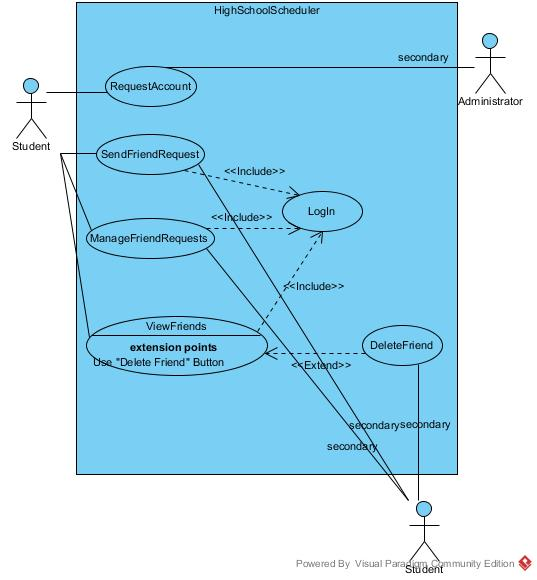 HighSchoolScheduler
secondary
RequestAccount
Administrator
Student
SendFriendRequest
<<Include>>
LogIn
<<Include>>
ManageFriendRequests
<<Include>>
ViewFriends
extension points
Use "Delete Friend" Button
DeleteFriend
<<Extend>>
secondary
secondary
secondary
Powered By Visual Paradigm Community Edition
Student